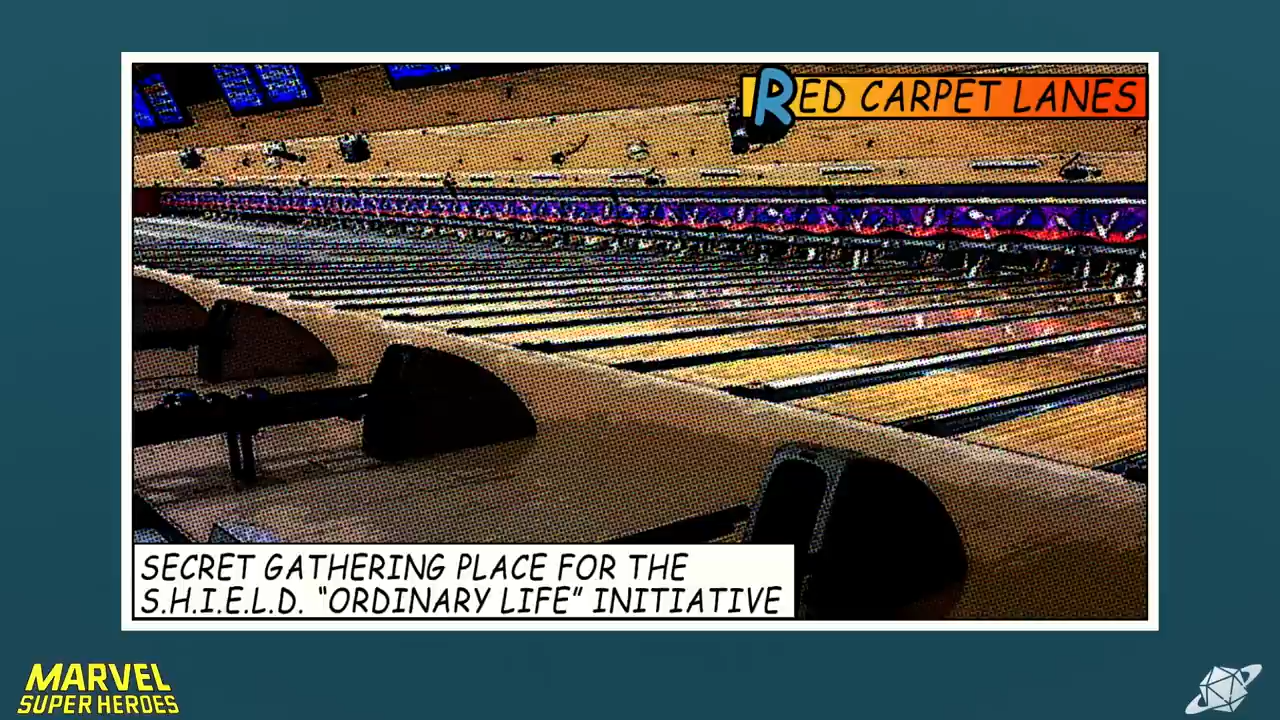 RED CARPET LANES
SECRET GATHERING PLACE FOR THE
S.H.I.E.L.D. “ORDINARY LIFE” INITIATIVE
MARVEL
SUPER HEROES